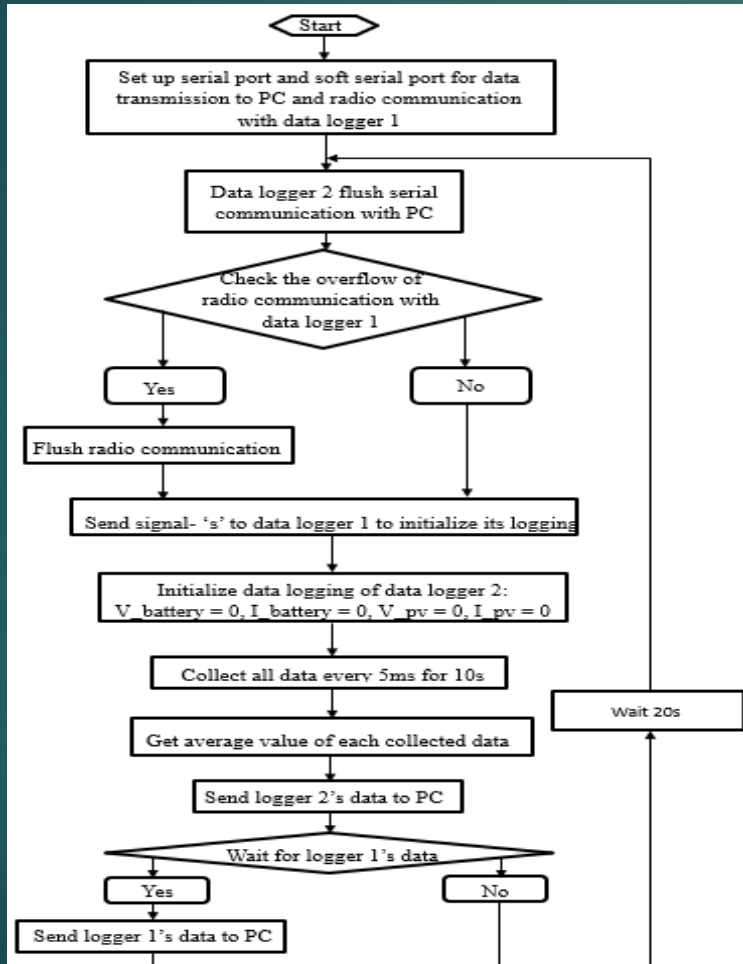 Start
Set up serial port and soft serial port for data
transmission to PC and radio communication
with data logger 1
Data logger 2 flush serial
communication with PC
Check the overflow of
radio communication with
data logger 1
Yes
No
Flush radio communication
Send signal- ‘s’ to data logger 1 to initialize its logging
Initialize data logging of data logger 2:
V_battery = 0, I_battery = 0, V_pv = 0, I_pv = 0
Collect all data every 5ms for 10s
Wait 20s
Get average value of each collected data
Send logger 2’s data to PC
Wait for logger 1’s data
Yes
No
Send logger 1’s data to PC